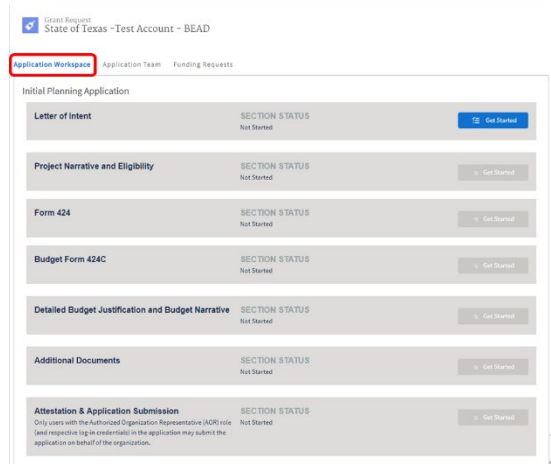 Grant Request
State of Texas -Test Account - BEAD
Application Workspace Application Team Funding Requests
Initial Planning Application
Letter of Intent SECTION STATUS Get Started
Not Started
Project Narrative and Eligibility SECTION STATUS Get Started
Not Started
Form 424 SECTION STATUS Get Started
Not Started
Budget Form 424C SECTION STATUS Get Started
Not Started
Detailed Budget Justification and Budget Narrative SECTION STATUS Get Started
Not Started
Additional Documents SECTION STATUS Get Started
Not Started
Attestation & Application Submission SECTION STATUS Get Started
Only users with the Authorized Organization Representative (AOR) role Not Started
(and respective log-in credentials) in the application may submit the
application on behalf of the organization.